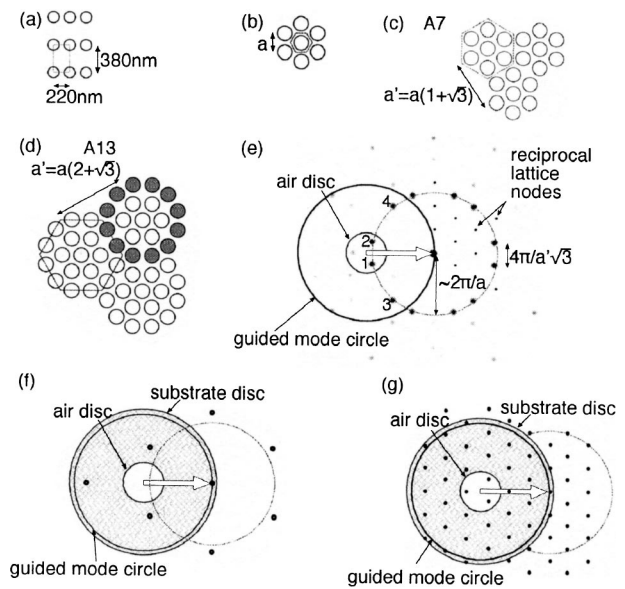 (a)
380nm
220nm
(b)
a
(c) A7
a'=a(1+√3)
(d) A13
a'=a(2+√3)
(e)
air disc
reciprocal
lattice
nodes
4
2
1
3
4π/a'√3
~2π/a
guided mode circle
(f)
substrate disc
air disc
guided mode circle
(g)
substrate disc
air disc
guided mode circle